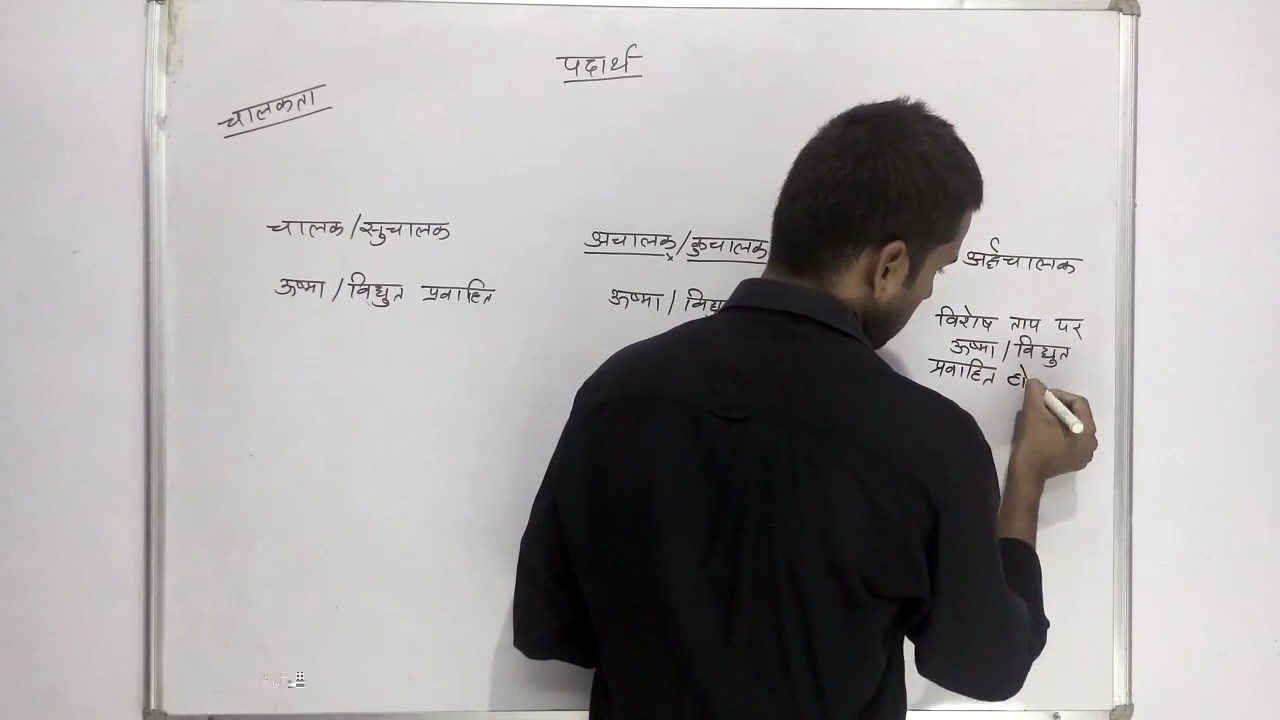 पदार्थ
चालकता
चालक/सुचालक
ऊष्मा/विद्युत प्रवाहित
अचालक/कुचालक
ऊष्मा/
अर्द्धचालक
विशेष ताप पर
ऊष्मा/विद्युत
प्रवाहित हो